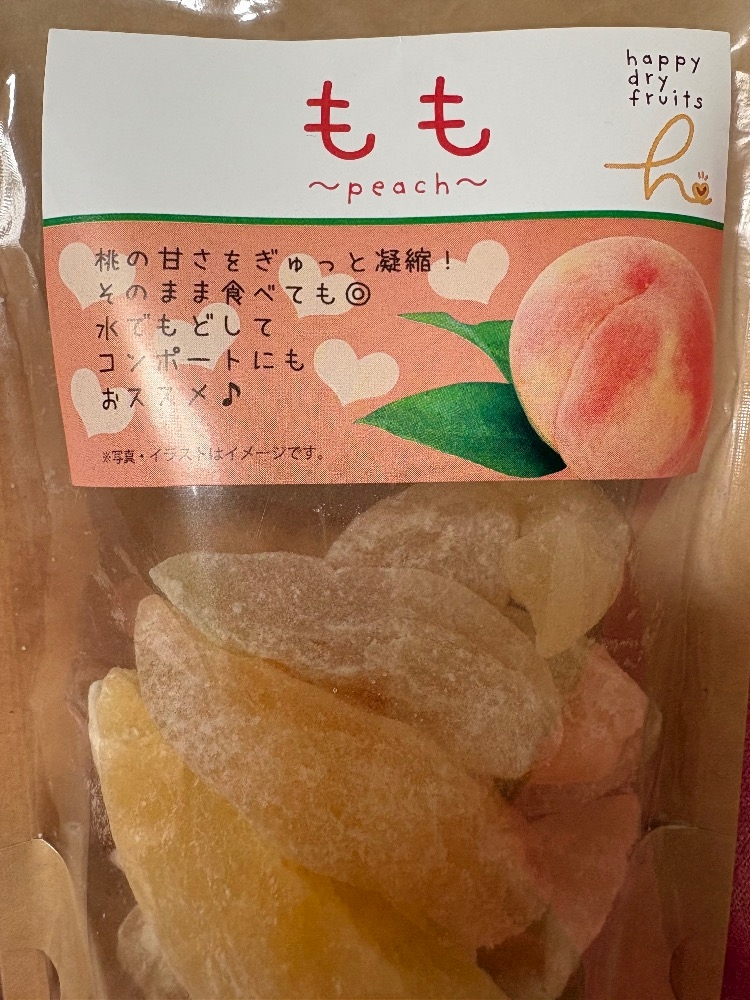 happy
dry
fruits
もも
～peach～
桃の甘さをぎゅっと凝縮！
そのまま食べても◎
水でもどして
コンポートにも
おススメ♪
※写真・イラストはイメージです。